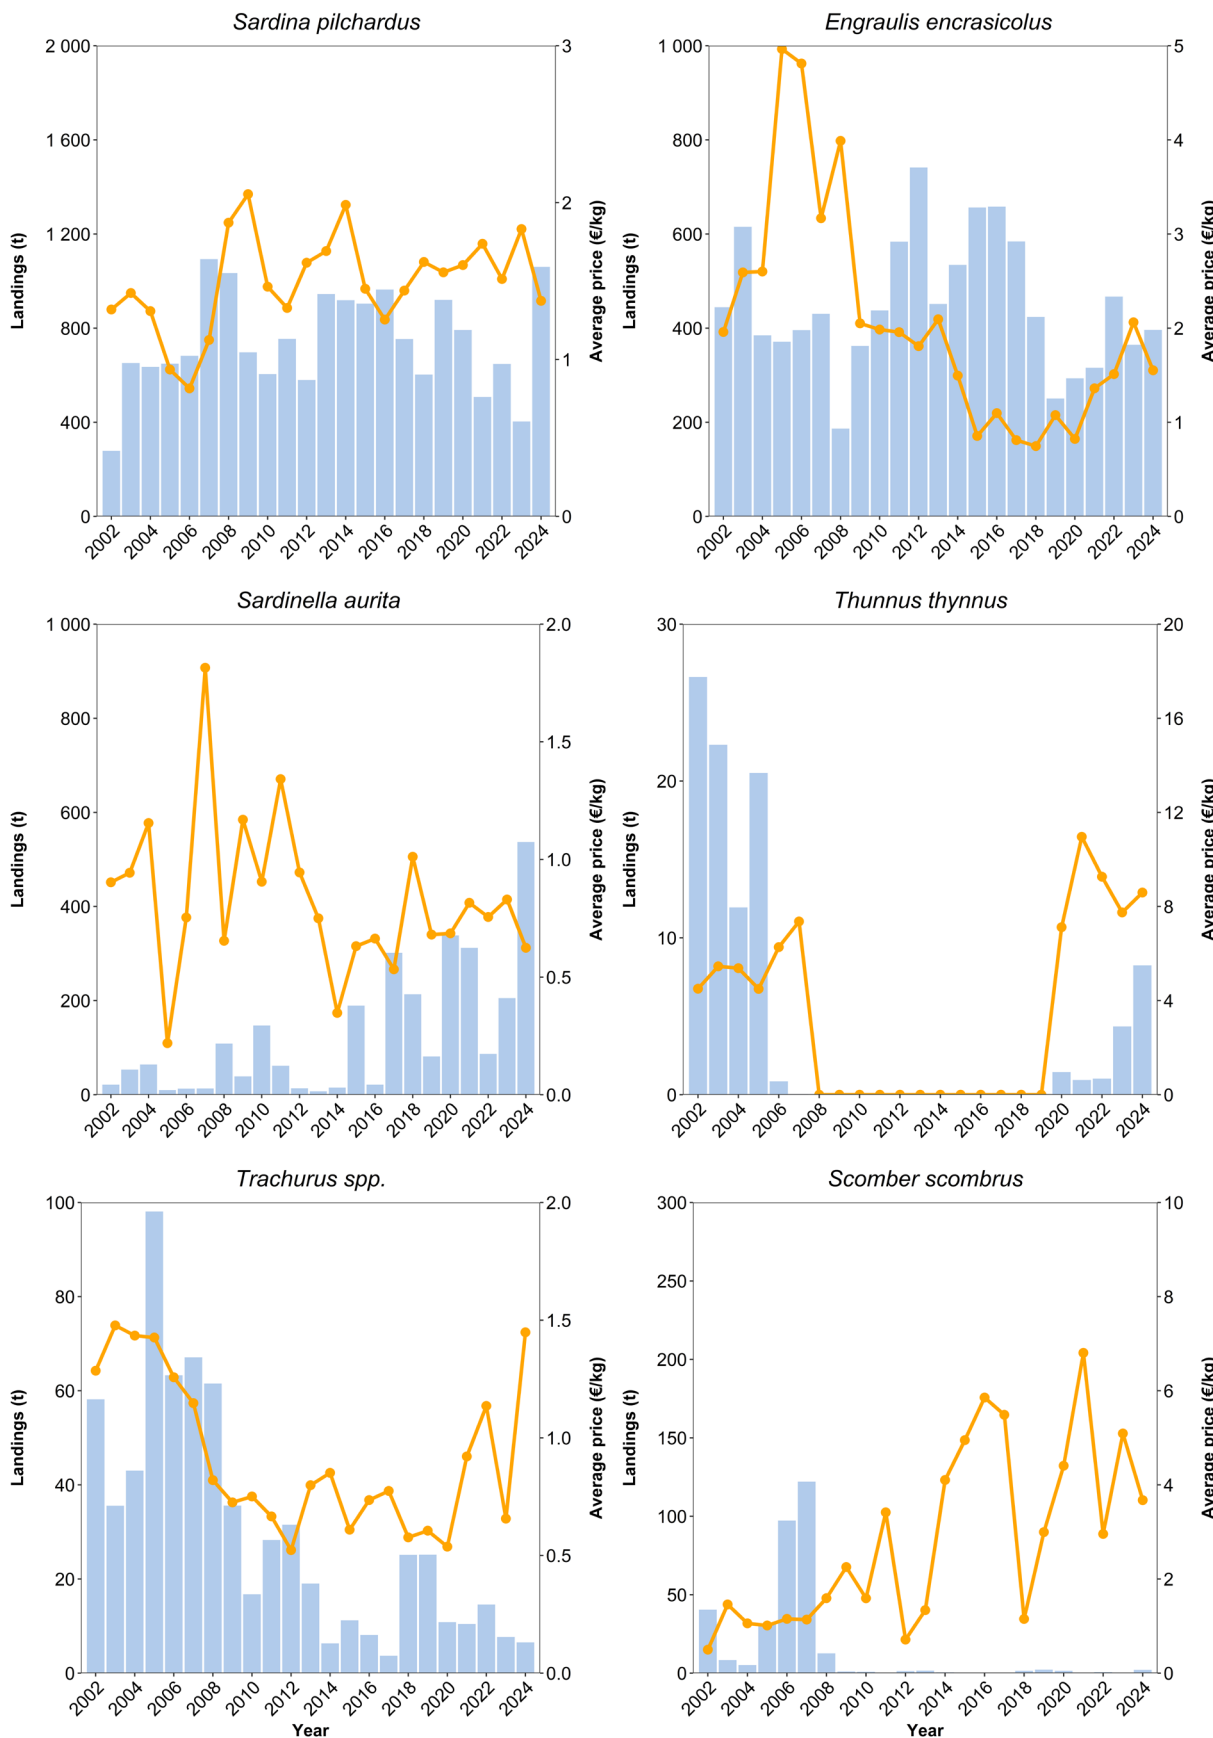 Sardina pilchardus
2 000
1 600
1 200
800
400
0
Landings (t)
3
2
1
0
Average price (€/kg)
2002 2004 2006 2008 2010 2012 2014 2016 2018 2020 2022 2024
Engraulis encrasicolus
1 000
800
600
400
200
0
Landings (t)
5
4
3
2
1
0
Average price (€/kg)
2002 2004 2006 2008 2010 2012 2014 2016 2018 2020 2022 2024
Sardinella aurita
1 000
800
600
400
200
0
Landings (t)
2.0
1.5
1.0
0.5
0.0
Average price (€/kg)
2002 2004 2006 2008 2010 2012 2014 2016 2018 2020 2022 2024
Thunnus thynnus
30
20
10
0
Landings (t)
20
16
12
8
4
0
Average price (€/kg)
2002 2004 2006 2008 2010 2012 2014 2016 2018 2020 2022 2024
Trachurus spp.
100
80
60
40
20
0
Landings (t)
2.0
1.5
1.0
0.5
0.0
Average price (€/kg)
2002 2004 2006 2008 2010 2012 2014 2016 2018 2020 2022 2024
Year
Scomber scombrus
300
250
200
150
100
50
0
Landings (t)
10
8
6
4
2
0
Average price (€/kg)
2002 2004 2006 2008 2010 2012 2014 2016 2018 2020 2022 2024
Year